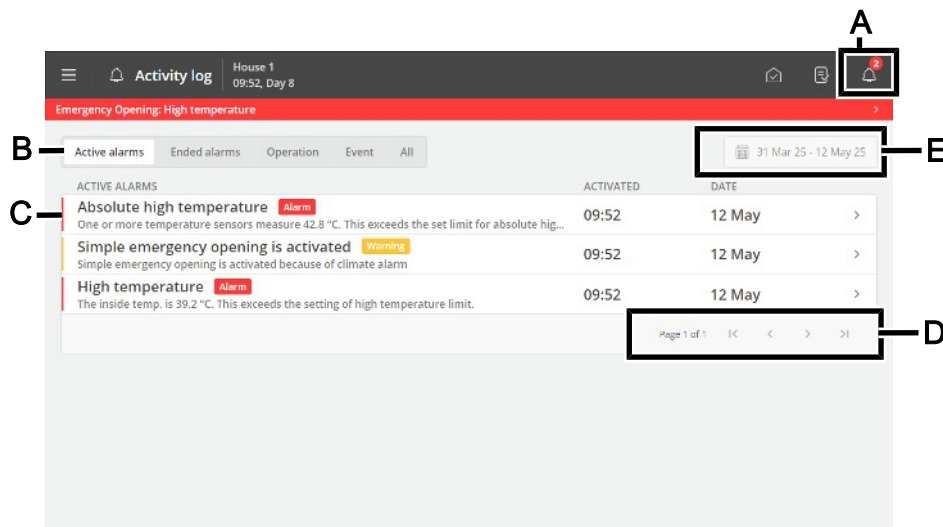 A
Activity log
House 1
09:52, Day 8
2
Emergency Opening: High temperature
B
Active alarms Ended alarms Operation Event All
31 Mar 25 - 12 May 25
E
ACTIVE ALARMS ACTIVATED DATE
C
Absolute high temperature Alarm
One or more temperature sensors measure 42.8 °C. This exceeds the set limit for absolute hig...
09:52 12 May
Simple emergency opening is activated Warning
Simple emergency opening is activated because of climate alarm
09:52 12 May
High temperature Alarm
The inside temp. is 39.2 °C. This exceeds the setting of high temperature limit.
09:52 12 May
Page 1 of 1
D